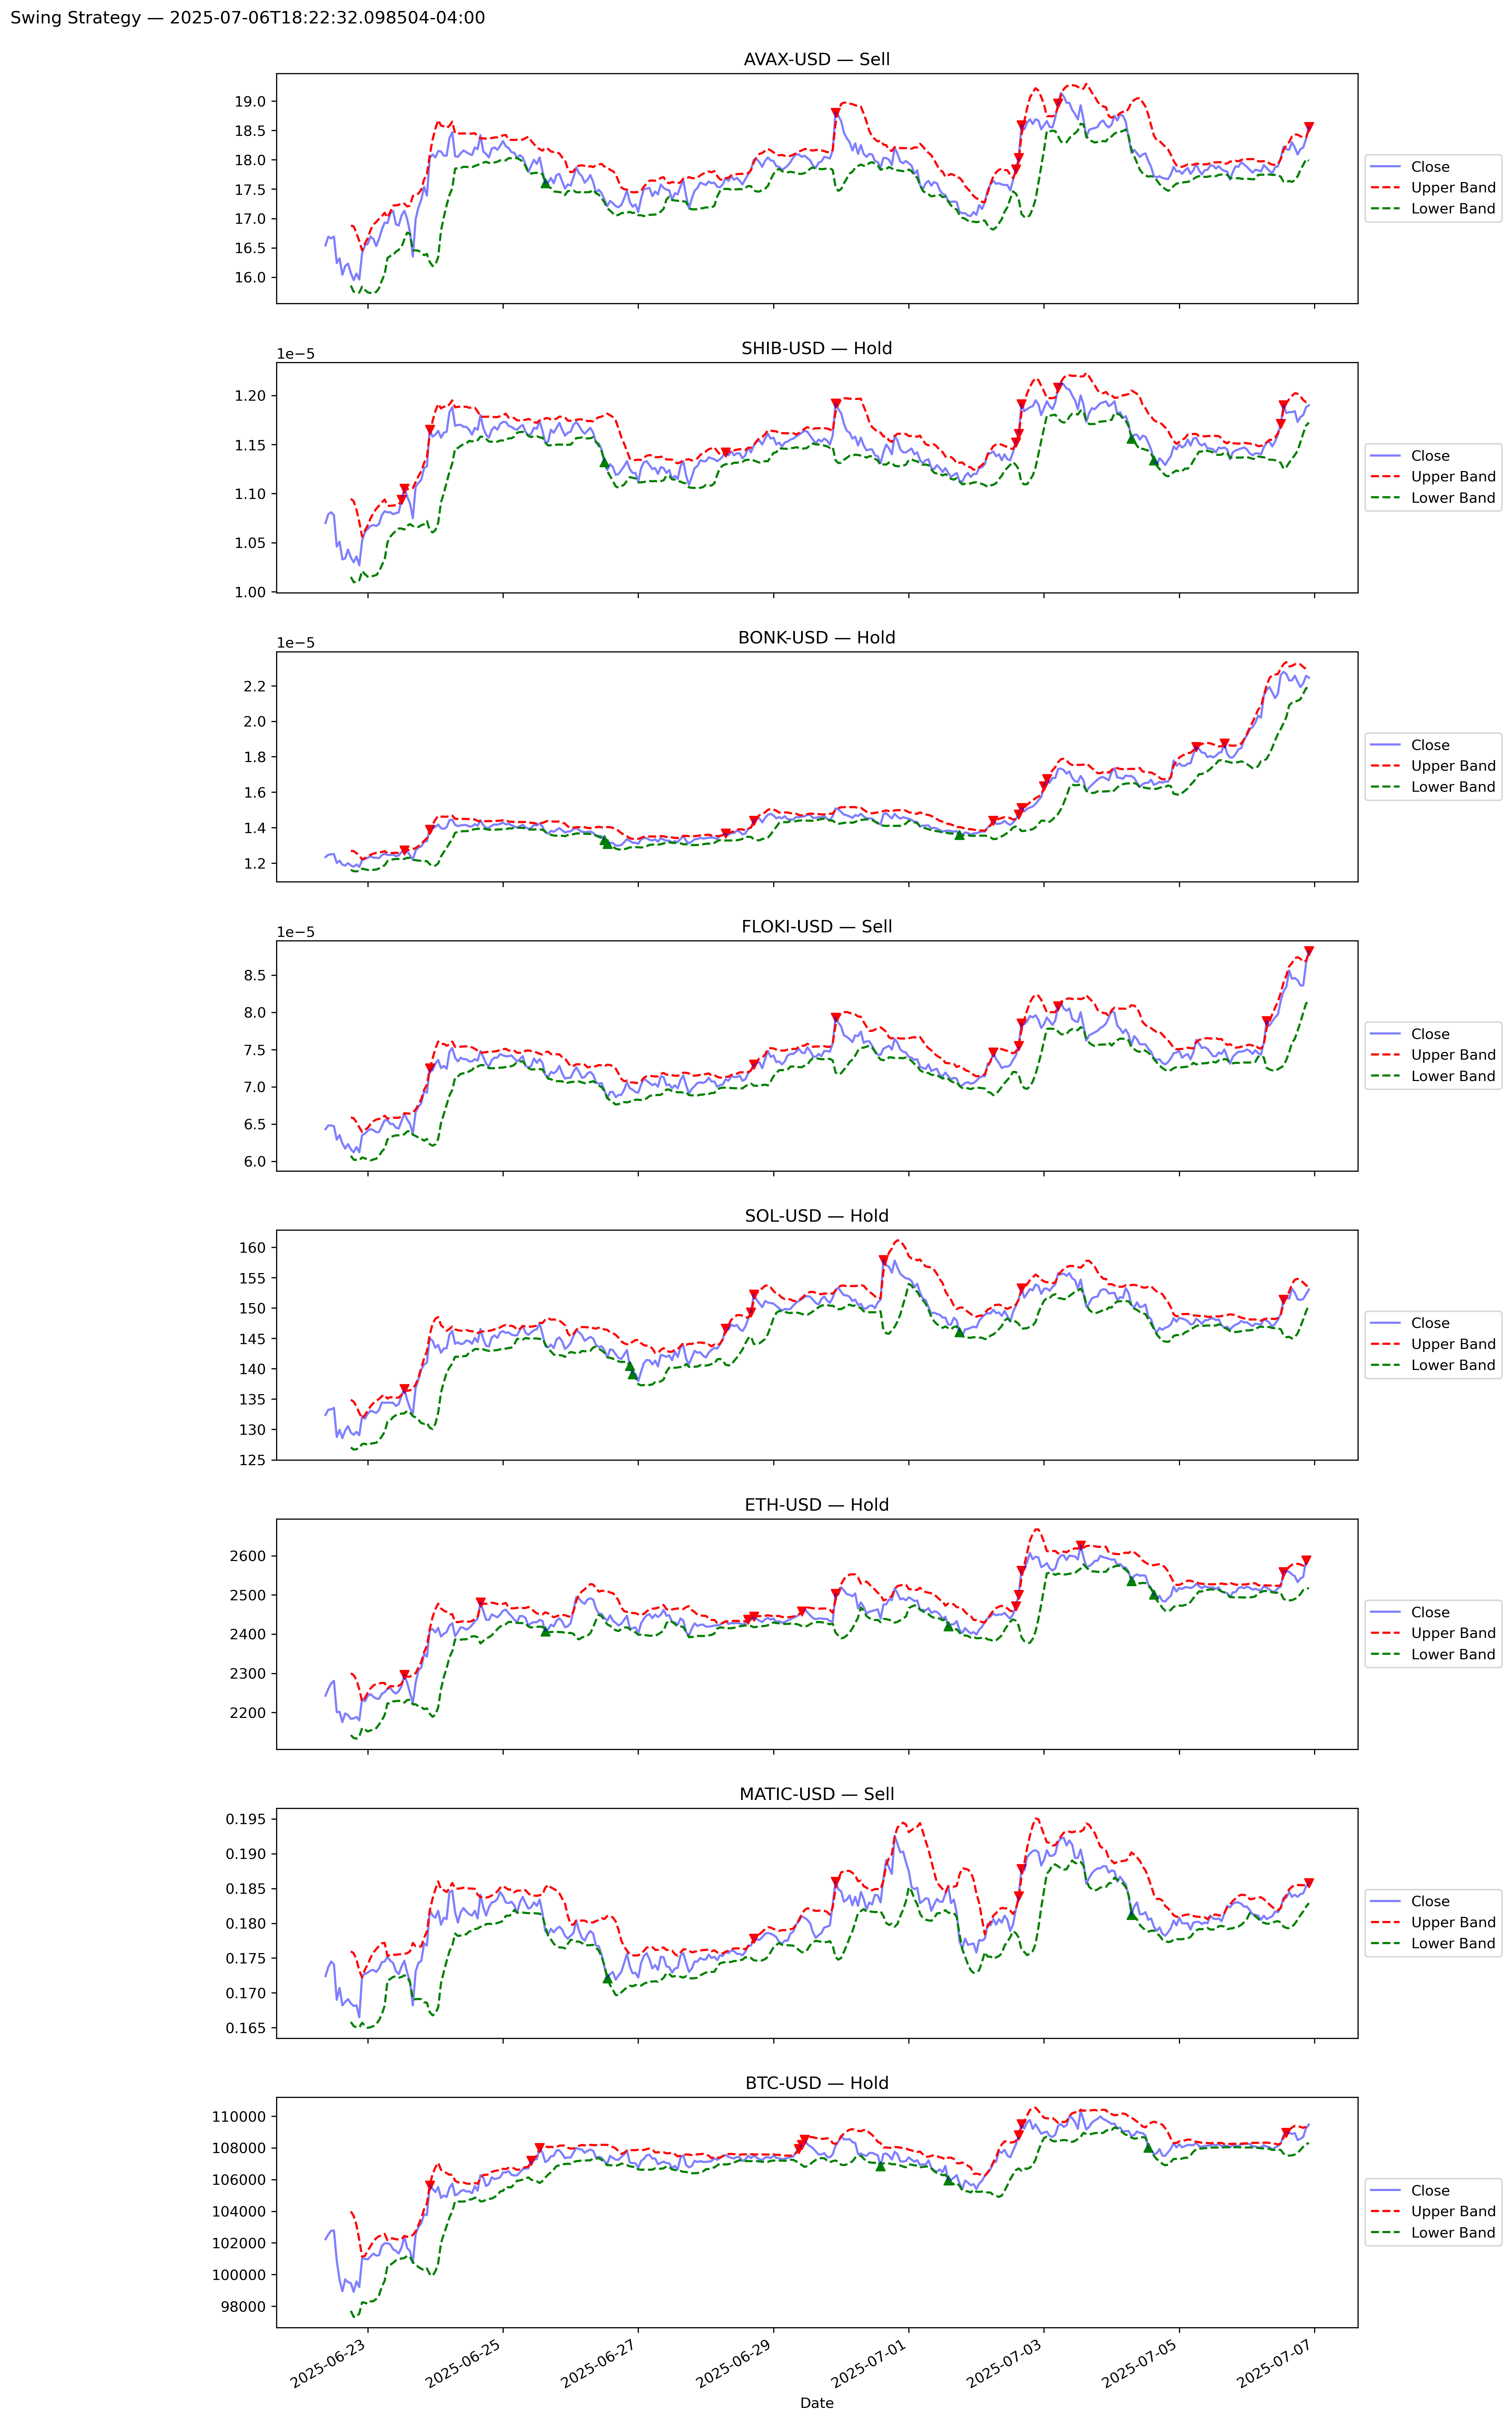 Swing Strategy — 2025-07-06T18:22:32.098504-04:00
AVAX-USD — Sell
19.0
18.5
18.0
17.5
17.0
16.5
16.0
Close
Upper Band
Lower Band
SHIB-USD — Hold
1e−5
1.20
1.15
1.10
1.05
1.00
Close
Upper Band
Lower Band
BONK-USD — Hold
1e−5
2.2
2.0
1.8
1.6
1.4
1.2
Close
Upper Band
Lower Band
FLOKI-USD — Sell
1e−5
8.5
8.0
7.5
7.0
6.5
6.0
Close
Upper Band
Lower Band
SOL-USD — Hold
160
155
150
145
140
135
130
125
Close
Upper Band
Lower Band
ETH-USD — Hold
2600
2500
2400
2300
2200
Close
Upper Band
Lower Band
MATIC-USD — Sell
0.195
0.190
0.185
0.180
0.175
0.170
0.165
Close
Upper Band
Lower Band
BTC-USD — Hold
110000
108000
106000
104000
102000
100000
98000
Close
Upper Band
Lower Band
2025-06-23
2025-06-25
2025-06-27
2025-06-29
2025-07-01
2025-07-03
2025-07-05
2025-07-07
Date